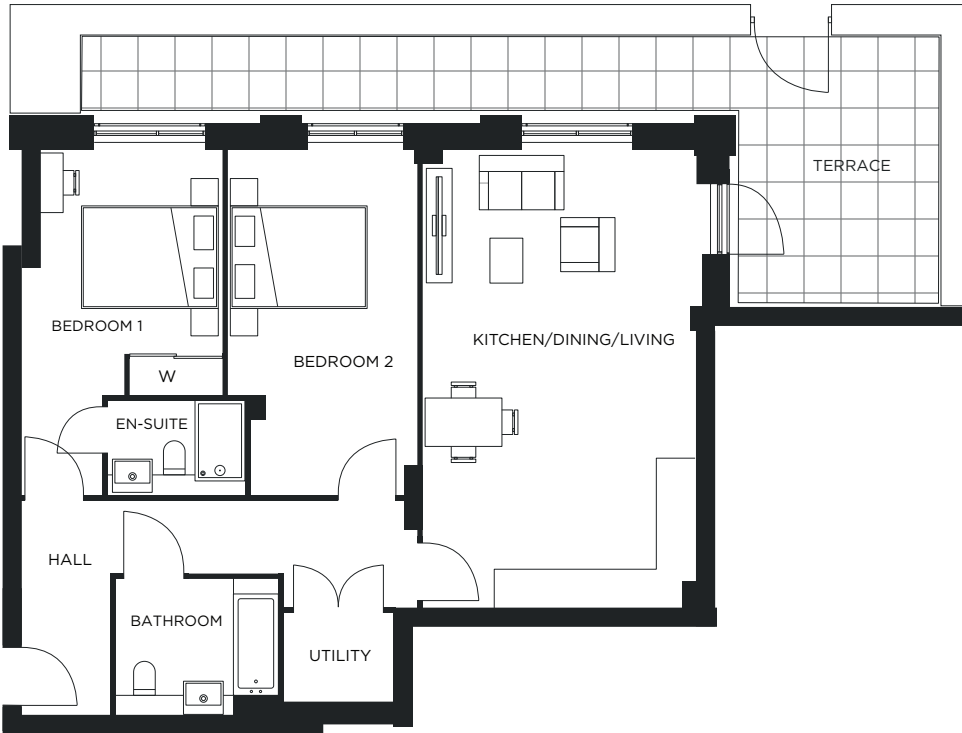 TERRACE
BEDROOM 1
KITCHEN/DINING/LIVING
BEDROOM 2
W
EN-SUITE
HALL
BATHROOM
UTILITY